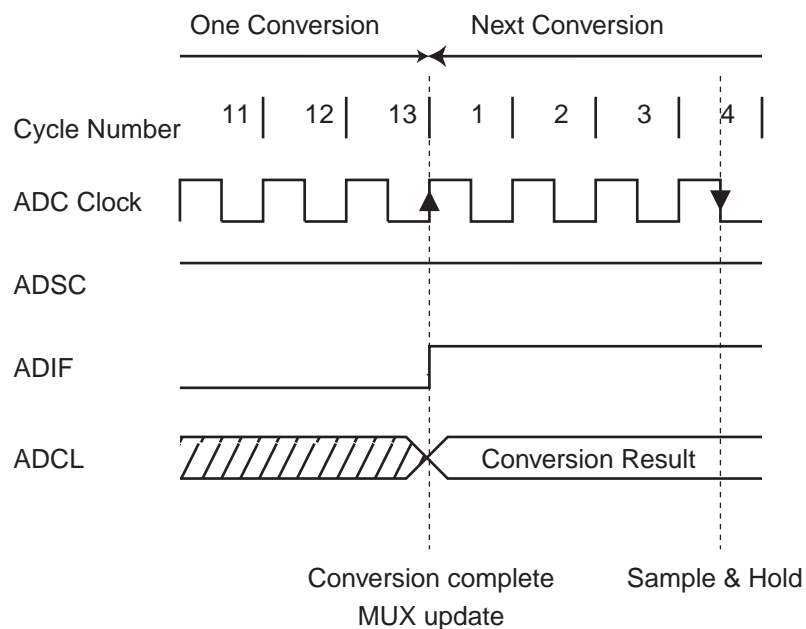 One Conversion Next Conversion
Cycle Number 11 12 13 1 2 3 4
ADC Clock
ADSC
ADIF
ADCL Conversion Result
Conversion complete Sample & Hold
MUX update